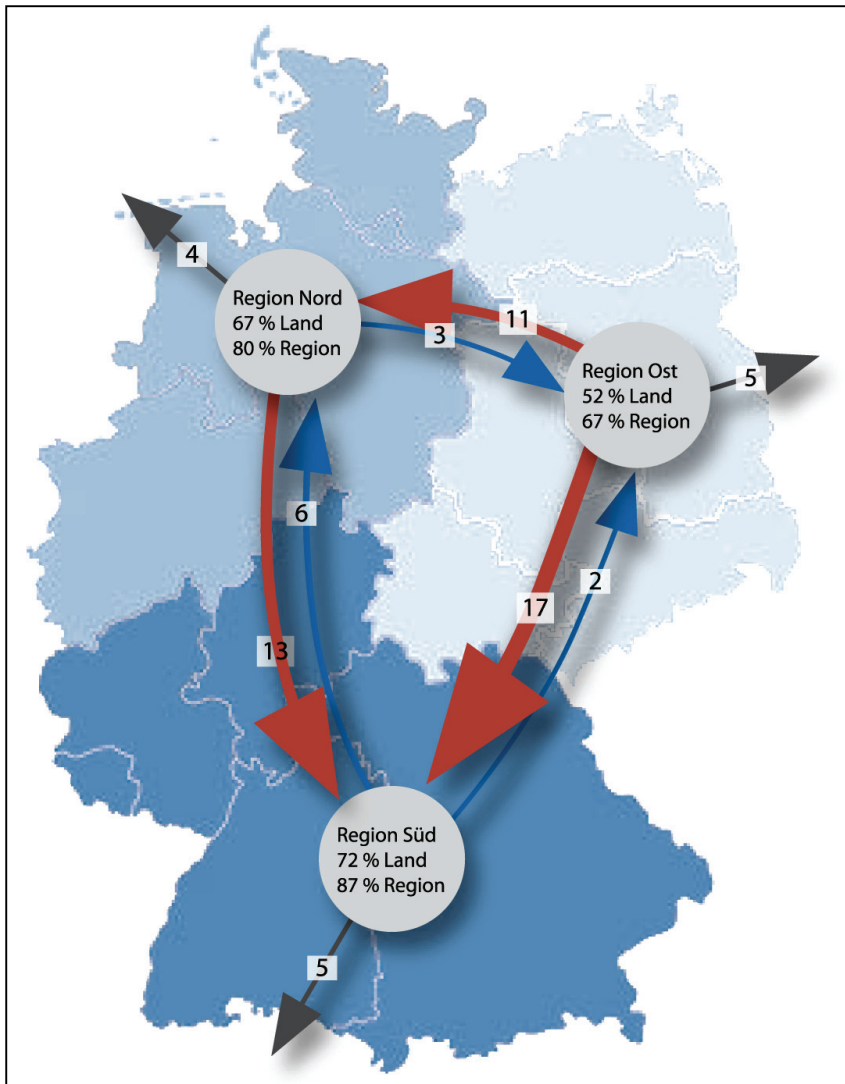 4
Region Nord
67 % Land
80 % Region
11
3
Region Ost
52 % Land
67 % Region
5
6
2
17
13
Region Süd
72 % Land
87 % Region
5